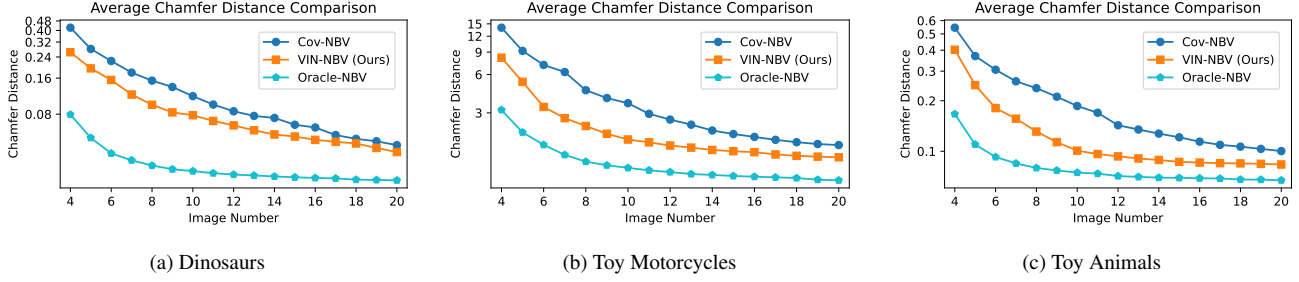 Average Chamfer Distance Comparison
Chamfer Distance
0.48
0.40
0.32
0.24
0.16
0.08
Cov-NBV
VIN-NBV (Ours)
Oracle-NBV
4 6 8 10 12 14 16 18 20
Image Number
(a) Dinosaurs
Average Chamfer Distance Comparison
Chamfer Distance
15
12
9
6
3
Cov-NBV
VIN-NBV (Ours)
Oracle-NBV
4 6 8 10 12 14 16 18 20
Image Number
(b) Toy Motorcycles
Average Chamfer Distance Comparison
Chamfer Distance
0.6
0.5
0.4
0.3
0.2
0.1
Cov-NBV
VIN-NBV (Ours)
Oracle-NBV
4 6 8 10 12 14 16 18 20
Image Number
(c) Toy Animals